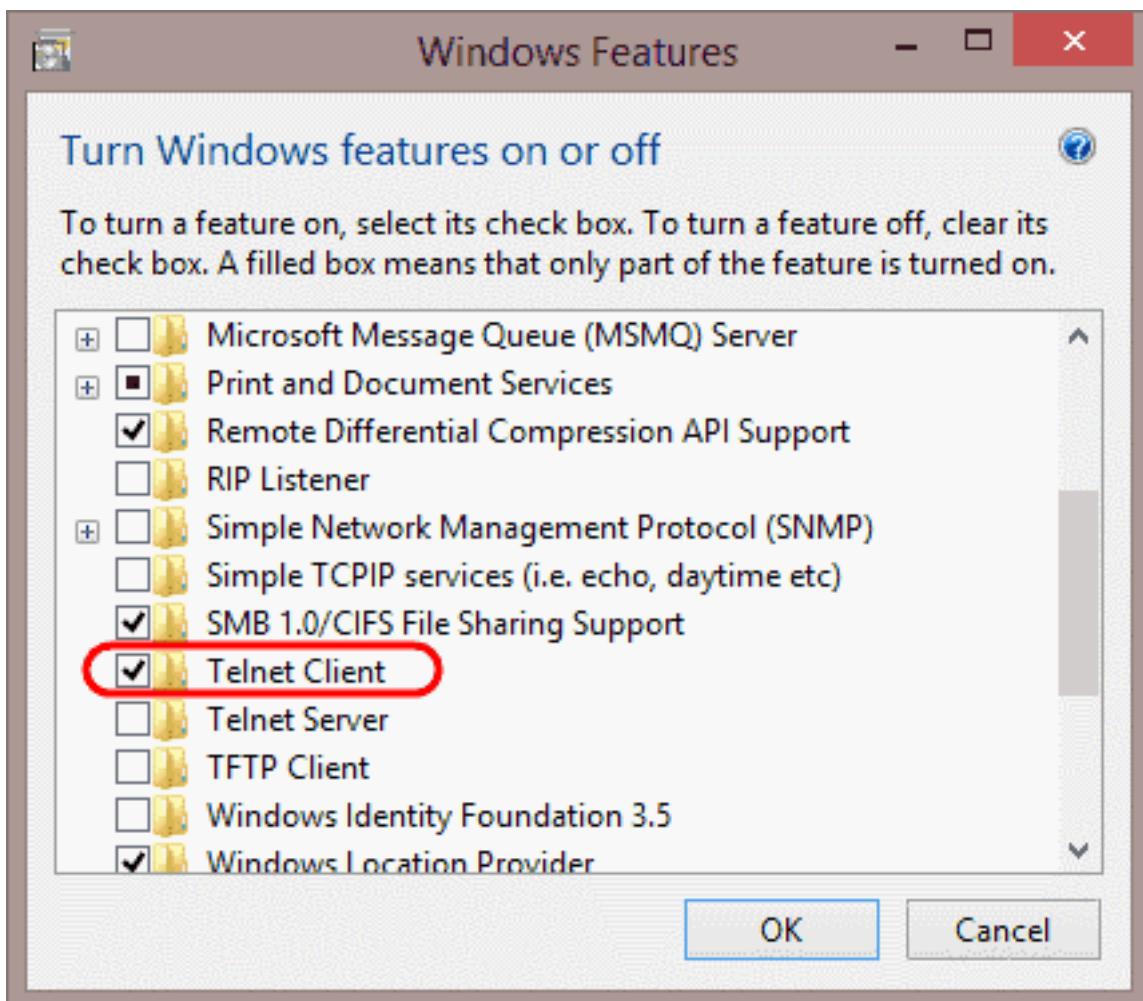 Windows Features
Turn Windows features on or off
To turn a feature on, select its check box. To turn a feature off, clear its
check box. A filled box means that only part of the feature is turned on.
Microsoft Message Queue (MSMQ) Server
Print and Document Services
Remote Differential Compression API Support
RIP Listener
Simple Network Management Protocol (SNMP)
Simple TCPIP services (i.e. echo, daytime etc)
SMB 1.0/CIFS File Sharing Support
Telnet Client
Telnet Server
TFTP Client
Windows Identity Foundation 3.5
Windows Location Provider
OK Cancel